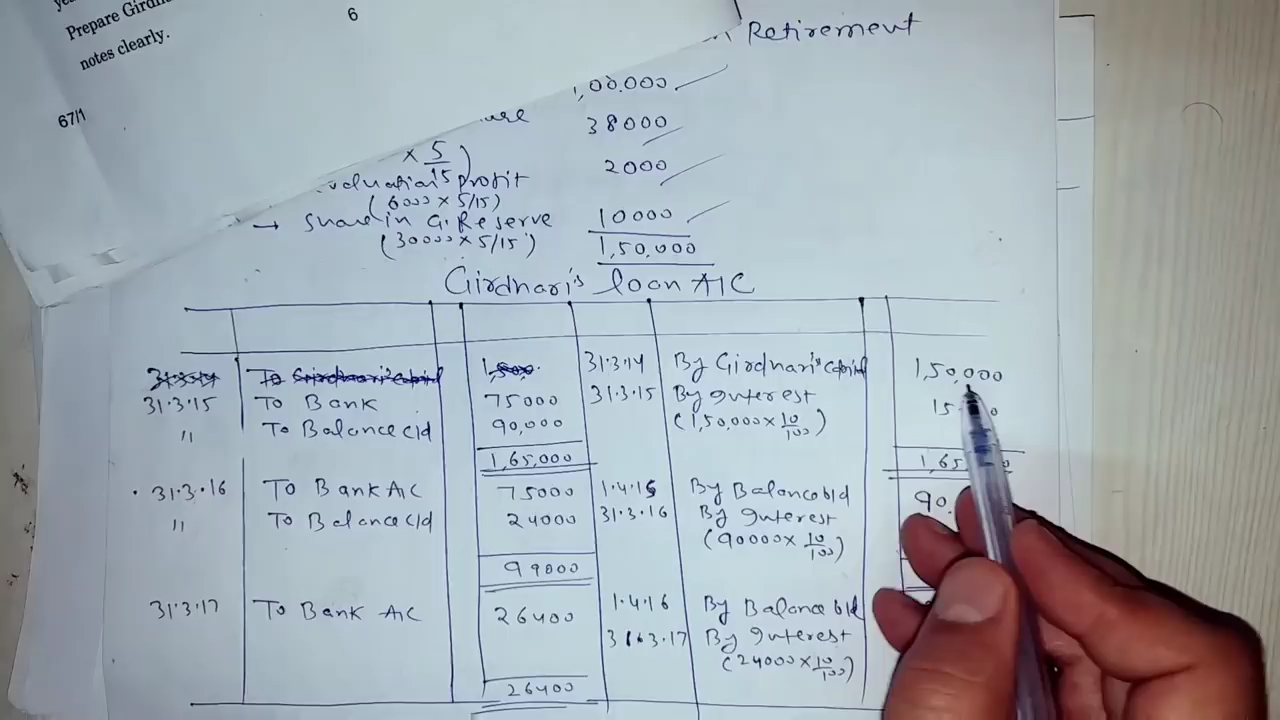 Prepare
notes clearly.
6
67/1
Retirement
1,00,000
38000
× 5/15 )
Profit 2000
(6000 × 5/15)
→ Share in G. Reserve 10000
(30000 × 5/15) 1,50,000
Girdhari's loan A/C
31.3.14 By Girdhari's Capital 1,50,000
31.3.15 To Bank 75000 31.3.15 By Interest 15
" To Balance c/d 90,000 (1,50,000 × 10/100)
1,65,000 1,65
31.3.16 To Bank A/C 75000 1.4.15 By Balance b/d 90
" To Balance c/d 24000 31.3.16 By Interest
(90000 × 10/100)
99000
31.3.17 To Bank A/C 26400 1.4.16 By Balance b/d
31.3.17 By Interest
(24000 × 10/100)
26400